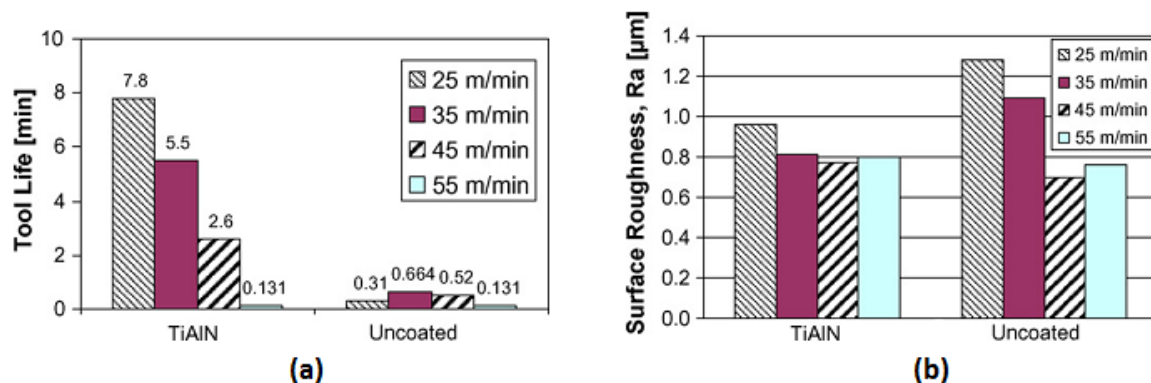 10
8
6
4
2
0
Tool Life [min]
7.8
5.5
2.6
0.131
0.31
0.664
0.52
0.131
25 m/min
35 m/min
45 m/min
55 m/min
TiAlN
Uncoated
(a)
1.4
1.2
1.0
0.8
0.6
0.4
0.2
0.0
Surface Roughness, Ra [µm]
25 m/min
35 m/min
45 m/min
55 m/min
TiAlN
Uncoated
(b)